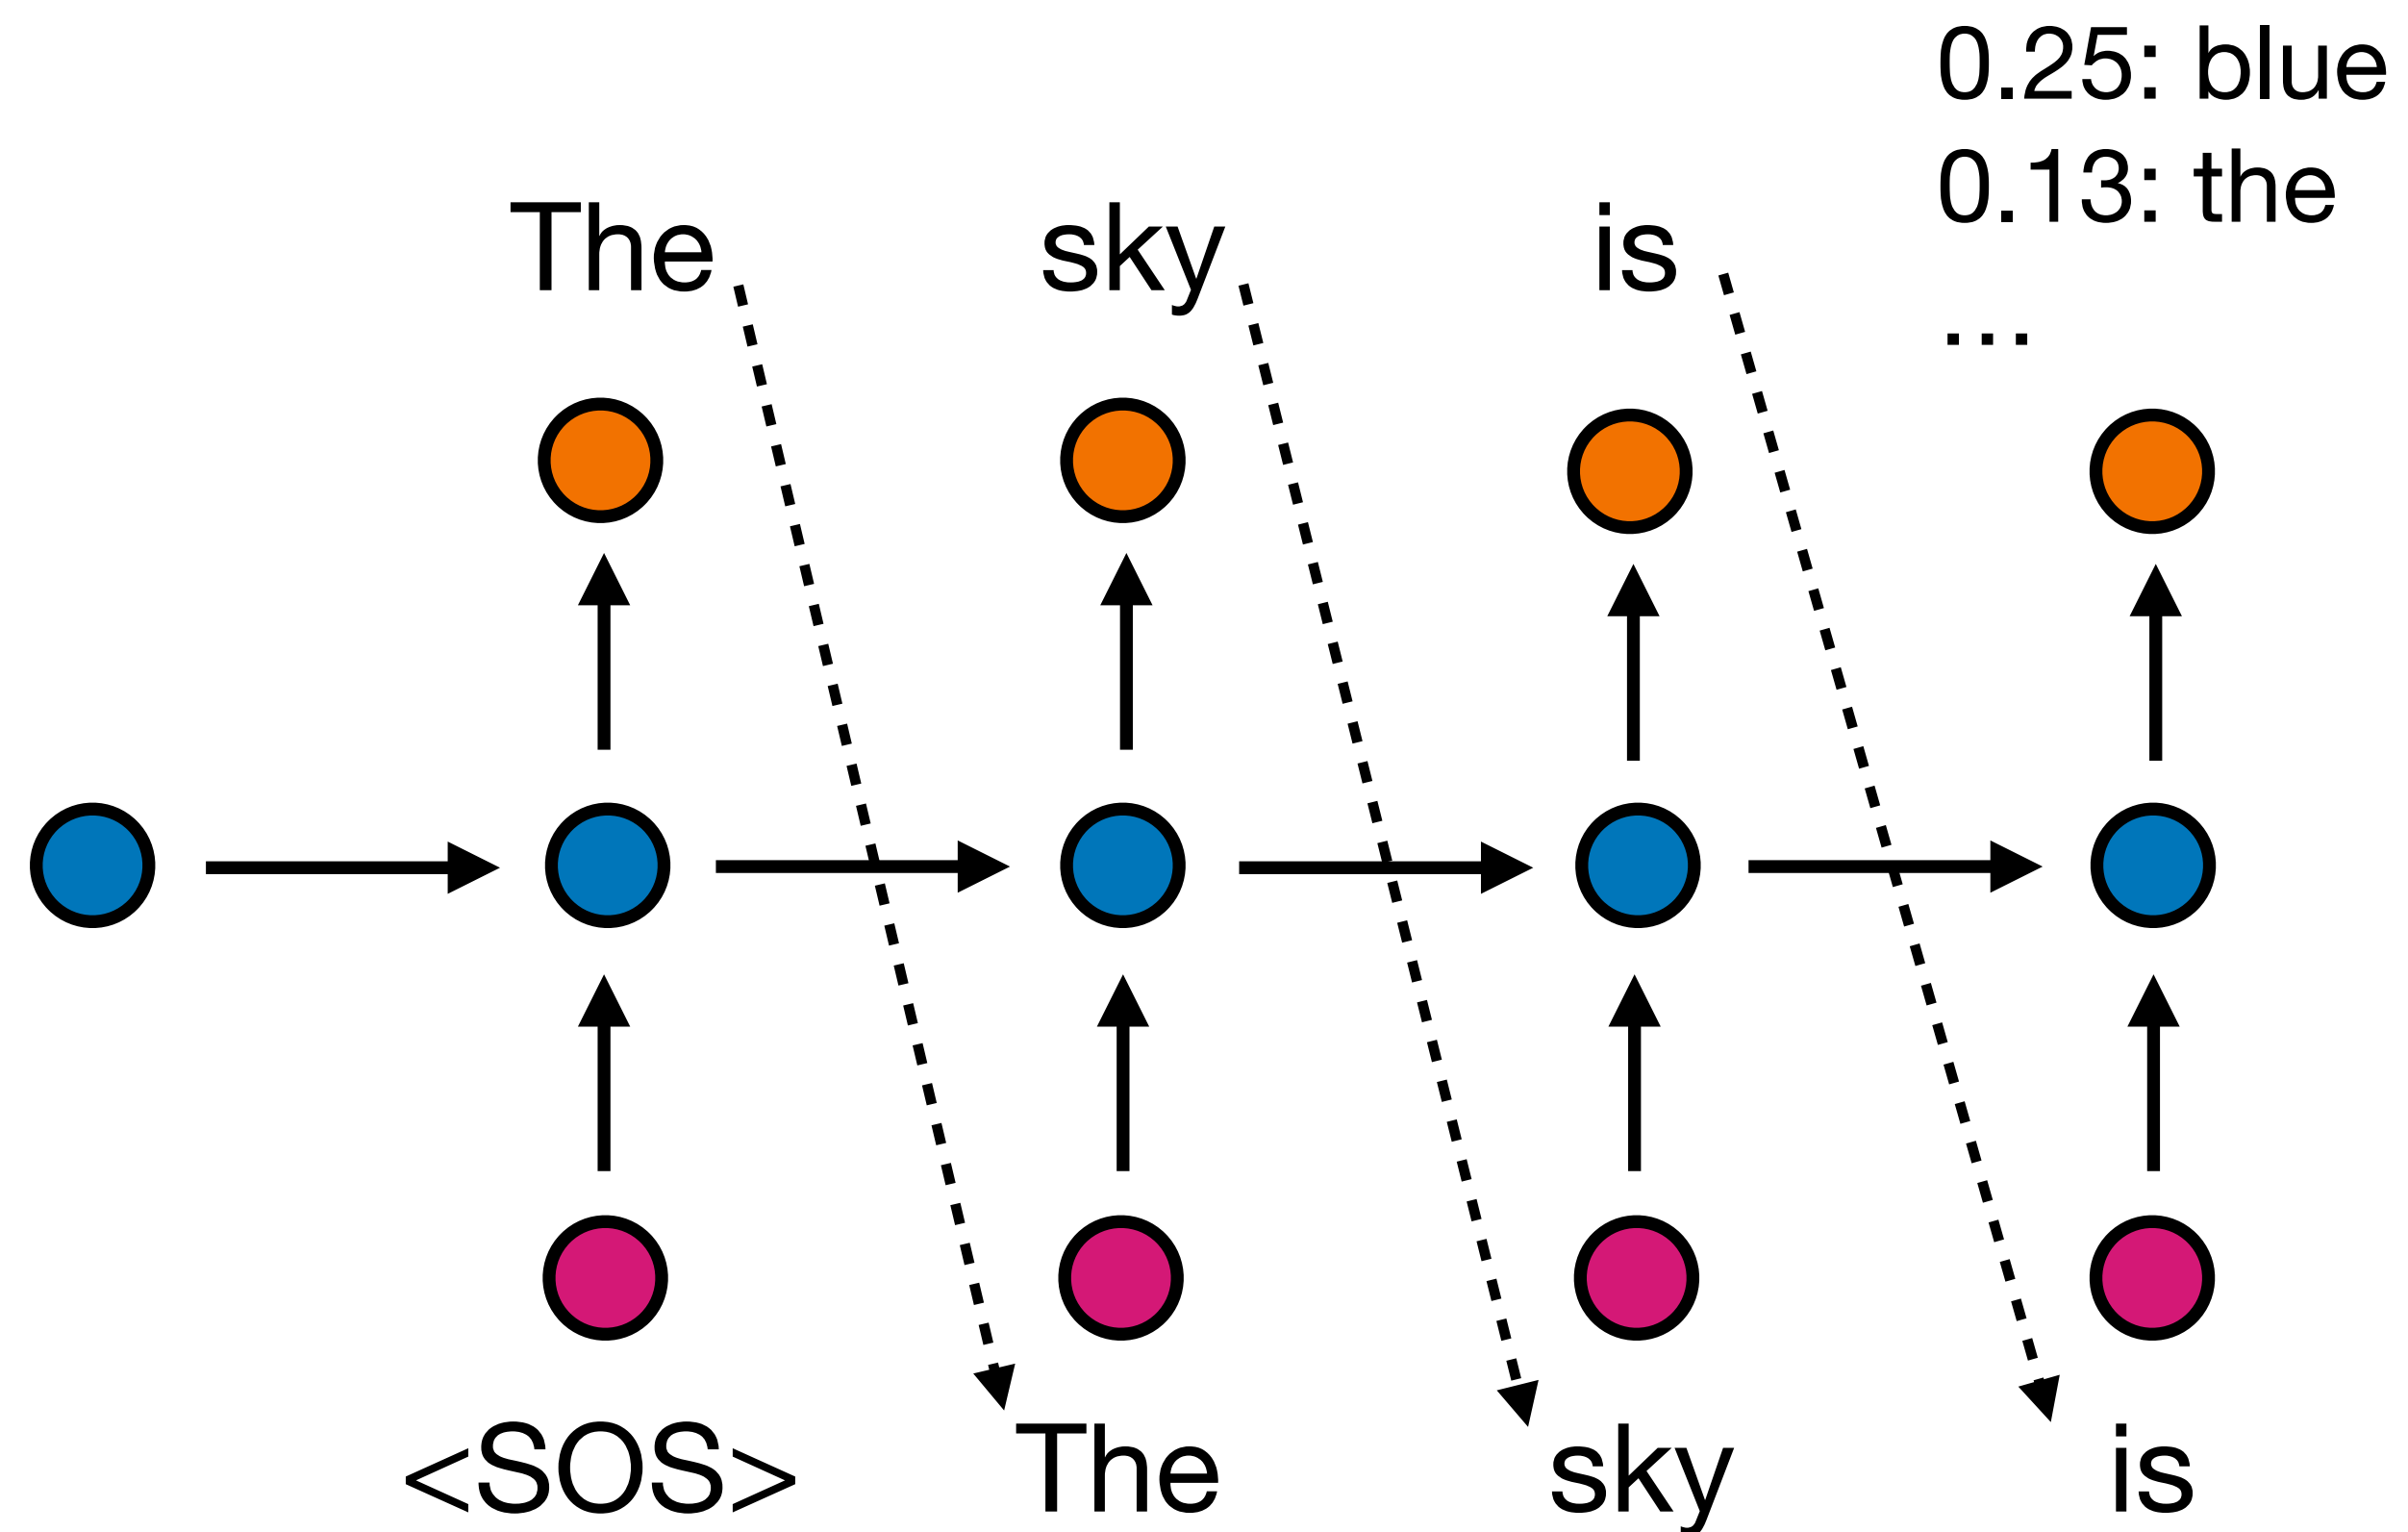 0.25: blue
0.13: the
...
The sky is
<SOS> The sky is